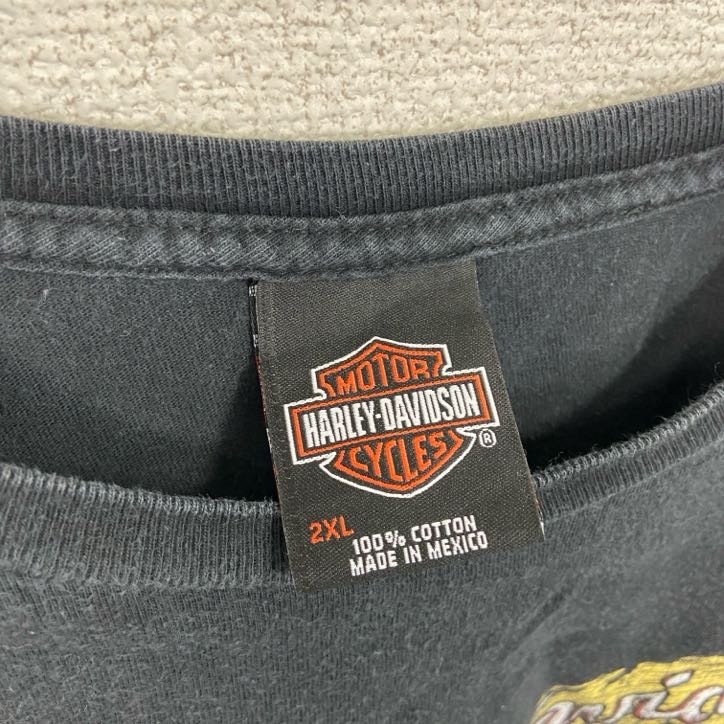 MOTOR
HARLEY-DAVIDSON
CYCLES ®
2XL
100% COTTON
MADE IN MEXICO